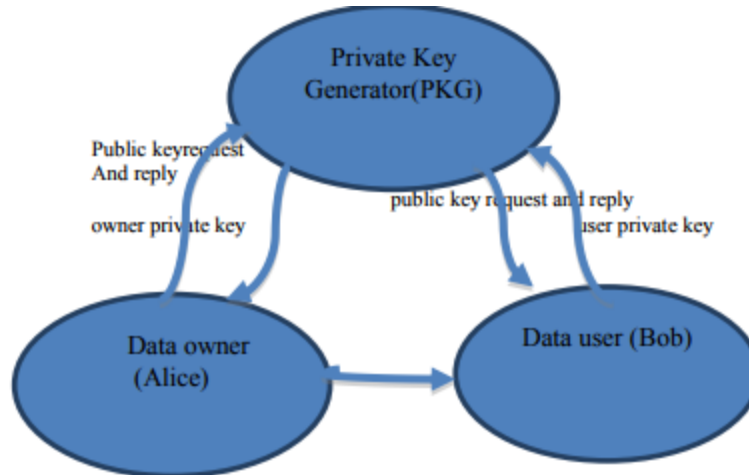 Private Key
Generator(PKG)
Public keyrequest
And reply
public key request and reply
owner private key
user private key
Data owner
(Alice)
Data user (Bob)